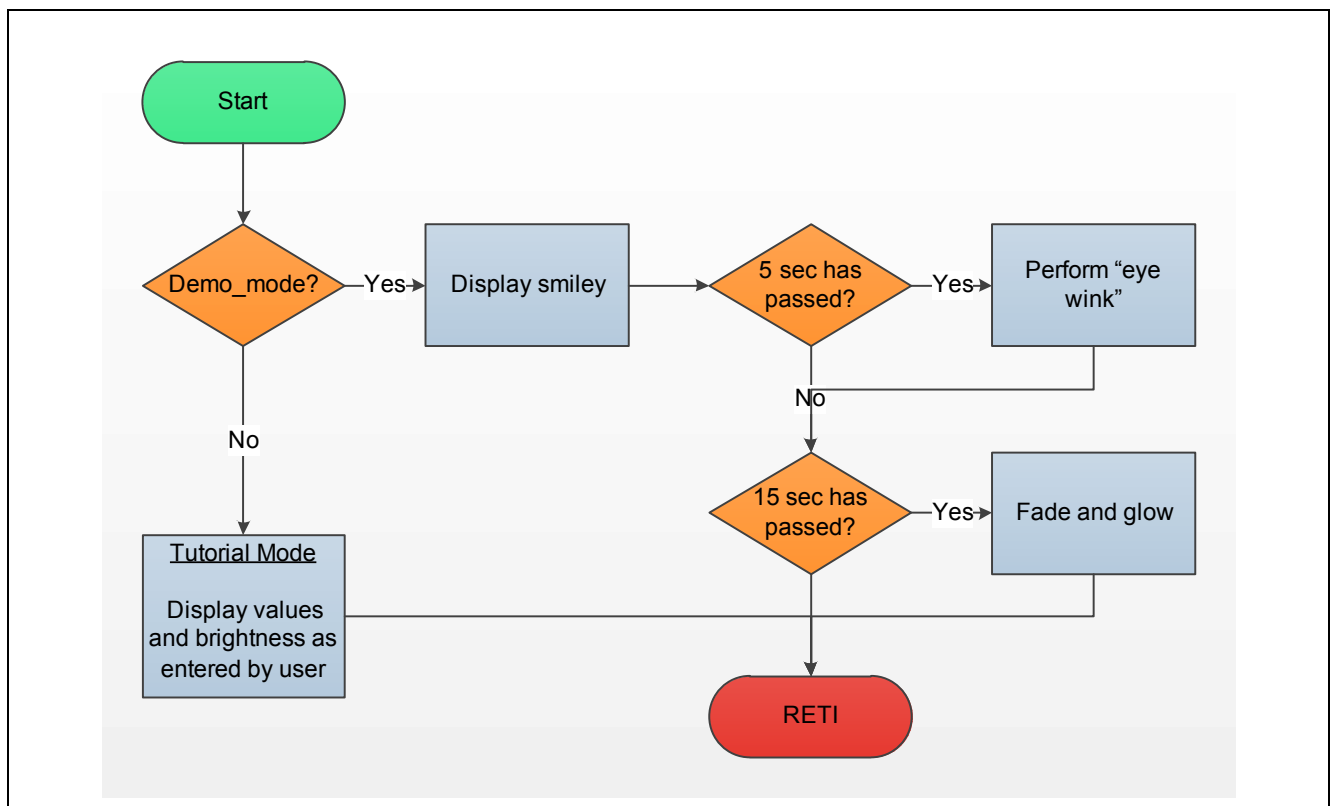 Start
Demo_mode?
Yes
Display smiley
5 sec has
passed?
Yes
Perform “eye
wink”
No
No
15 sec has
passed?
Yes
Fade and glow
Tutorial Mode
Display values
and brightness as
entered by user
RETI